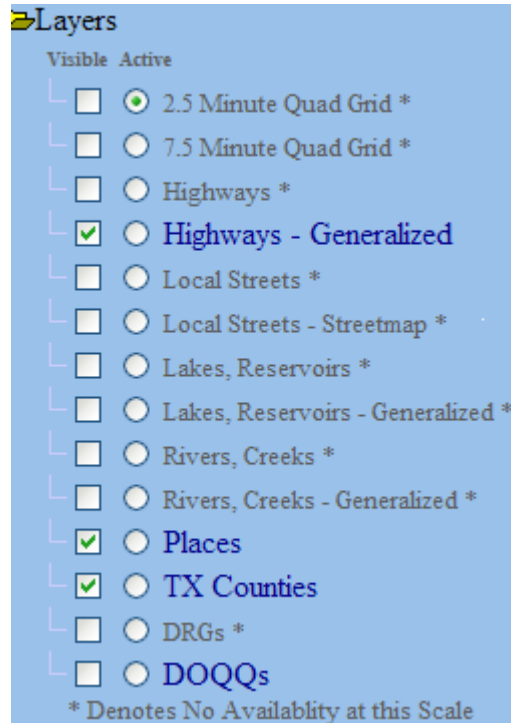 Layers
Visible Active
2.5 Minute Quad Grid *
7.5 Minute Quad Grid *
Highways *
Highways - Generalized
Local Streets *
Local Streets - Streetmap *
Lakes, Reservoirs *
Lakes, Reservoirs - Generalized *
Rivers, Creeks *
Rivers, Creeks - Generalized *
Places
TX Counties
DRGs *
DOQQs
* Denotes No Availablity at this Scale